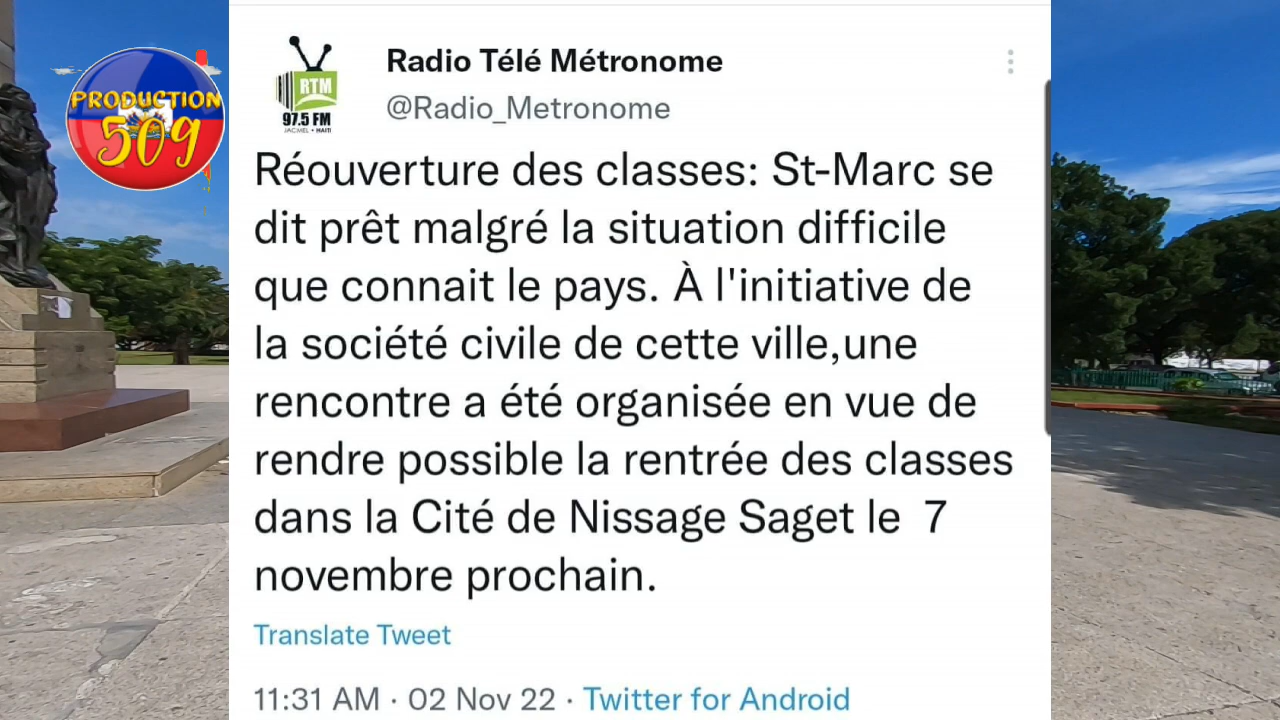 PRODUCTION
509
RTM
97.5 FM
JACMEL • HAITI
Radio Télé Métronome
@Radio_Metronome
Réouverture des classes: St-Marc se
dit prêt malgré la situation difficile
que connait le pays. À l'initiative de
la société civile de cette ville,une
rencontre a été organisée en vue de
rendre possible la rentrée des classes
dans la Cité de Nissage Saget le 7
novembre prochain.
Translate Tweet
11:31 AM · 02 Nov 22 · Twitter for Android